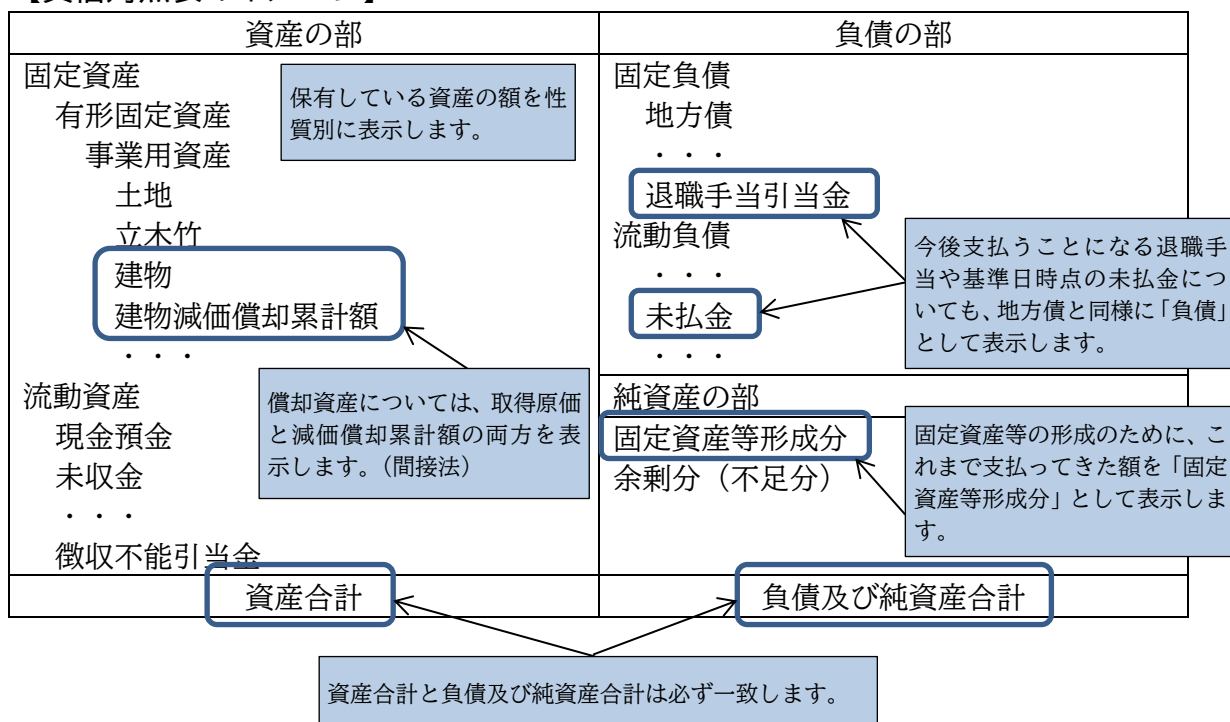 資産の部
固定資産
有形固定資産
事業用資産
土地
立木竹
建物
建物減価償却累計額
・・・
流動資産
現金預金
未収金
・・・
徴収不能引当金
資産合計
保有している資産の額を性
質別に表示します。
償却資産については、取得原価
と減価償却累計額の両方を表
示します。(間接法)
負債の部
固定負債
地方債
・・・
退職手当引当金
流動負債
・・・
未払金
・・・
今後支払うことになる退職手
当や基準日時点の未払金につ
いても、地方債と同様に「負債」
として表示します。
純資産の部
固定資産等形成分
余剰分(不足分)
固定資産等の形成のために、こ
れまで支払ってきた額を「固定
資産等形成分」として表示しま
す。
負債及び純資産合計
資産合計と負債及び純資産合計は必ず一致します。